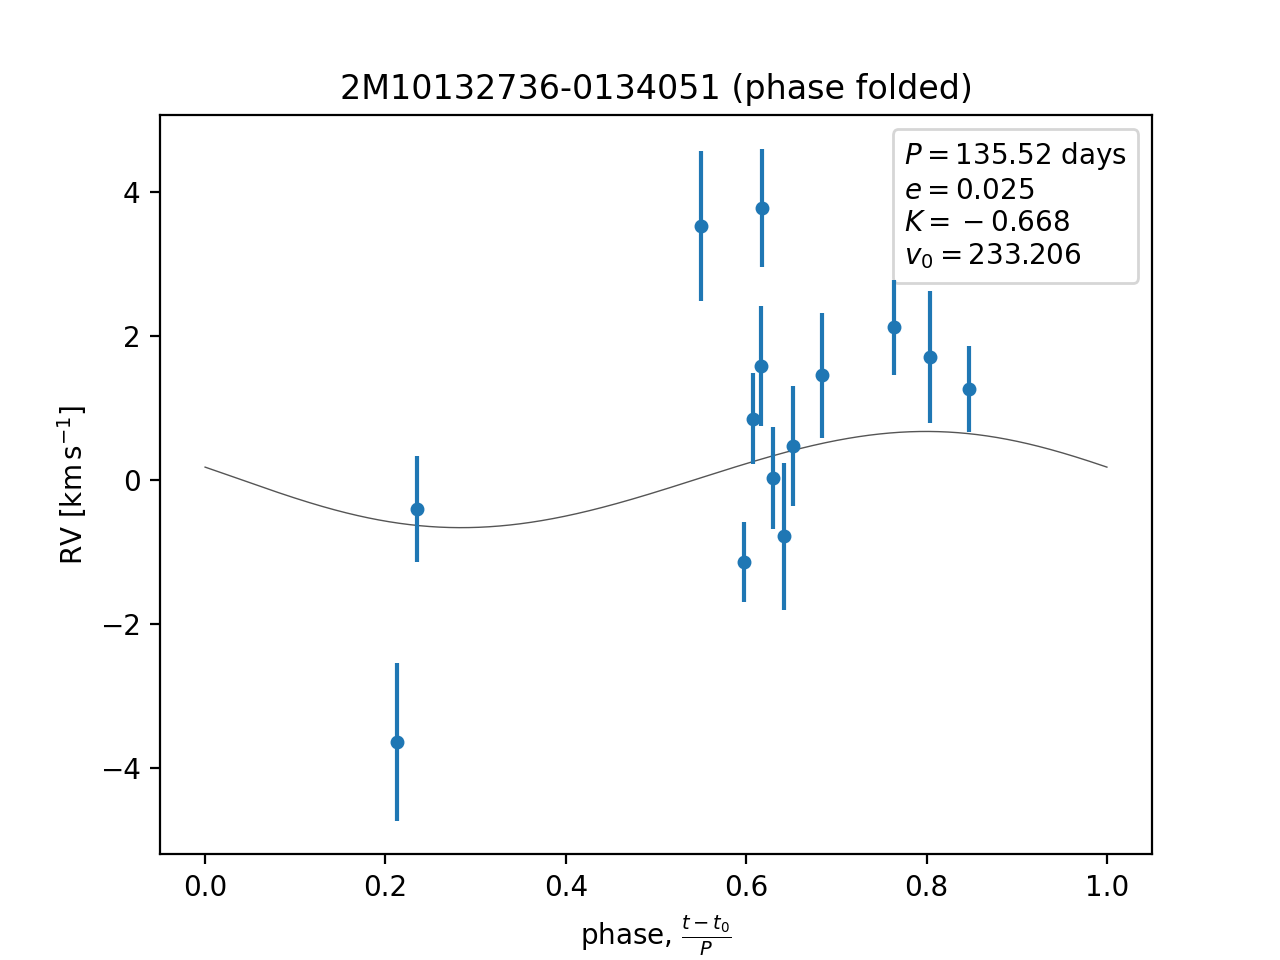 2M10132736-0134051 (phase folded)
P = 135.52 days
e = 0.025
K = −0.668
v₀ = 233.206
4
2
0
−2
−4
RV [km s⁻¹]
0.0 0.2 0.4 0.6 0.8 1.0
phase, (t − t₀)/P